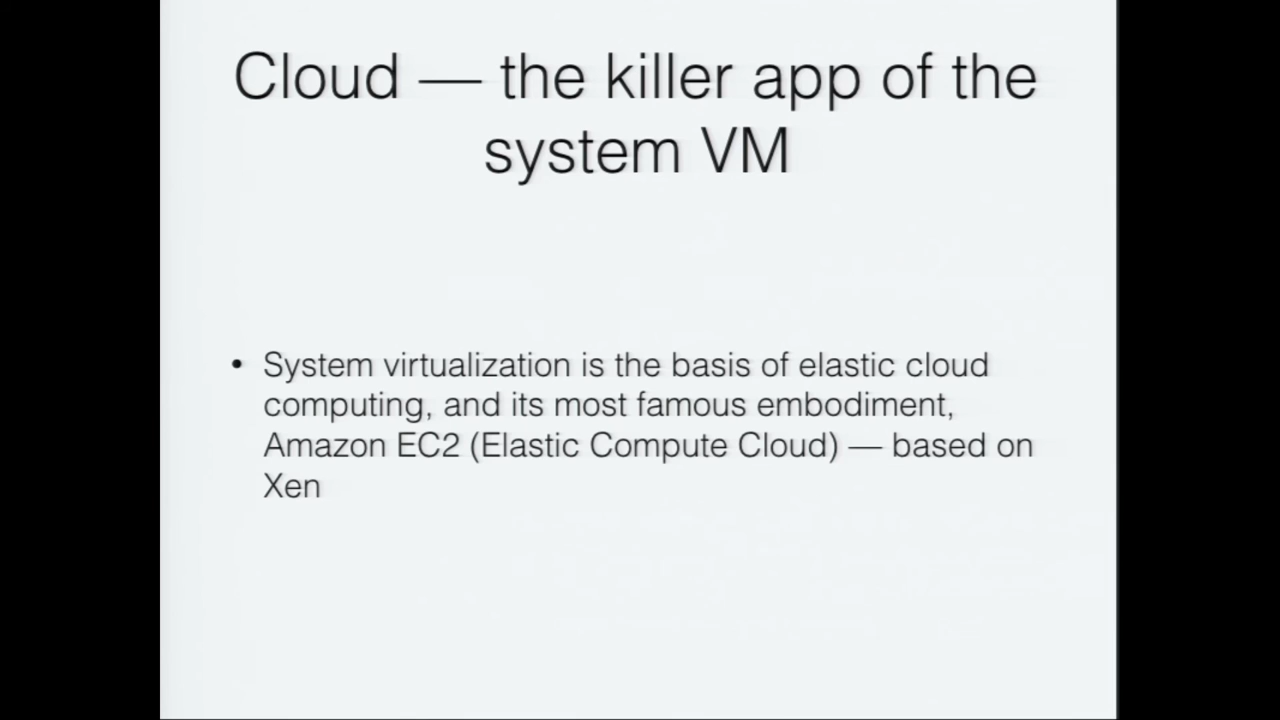 Cloud — the killer app of the
system VM
• System virtualization is the basis of elastic cloud
computing, and its most famous embodiment,
Amazon EC2 (Elastic Compute Cloud) — based on
Xen